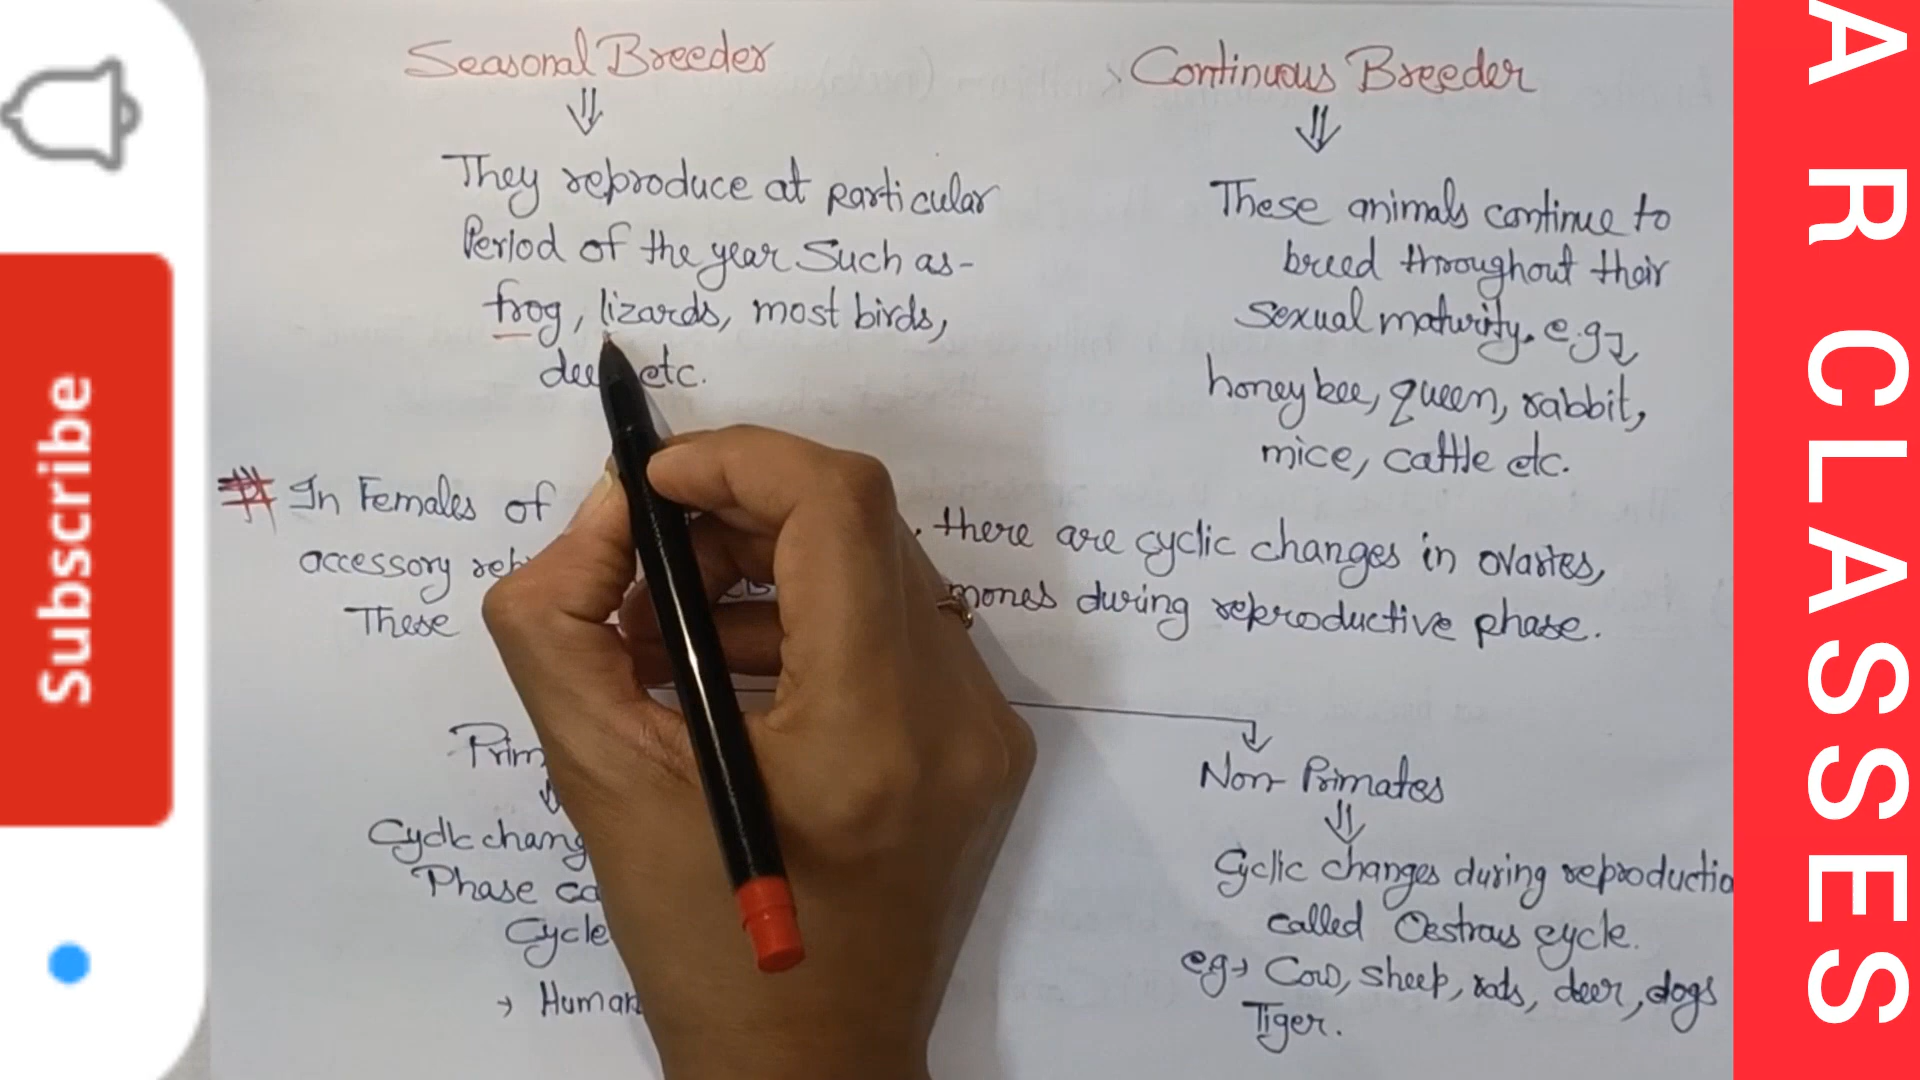 Subscribe
Seasonal Breeder
They reproduce at particular
Period of the year Such as-
frog, lizards, most birds,
etc.
Continuous Breeder
These animals continue to
breed throughout their
sexual maturity. e.g
honey bee, queen, rabbit,
mice, cattle etc.
# In Females of there are cyclic changes in ovaries,
accessory during reproductive phase.
These
Non Primates
Cyclic changes during reproductio
called Oestrous cycle.
eg→ Cow, sheep, rats, deer, dogs
Tiger.
Phase
Cycle
→ Human
A R CLASSES